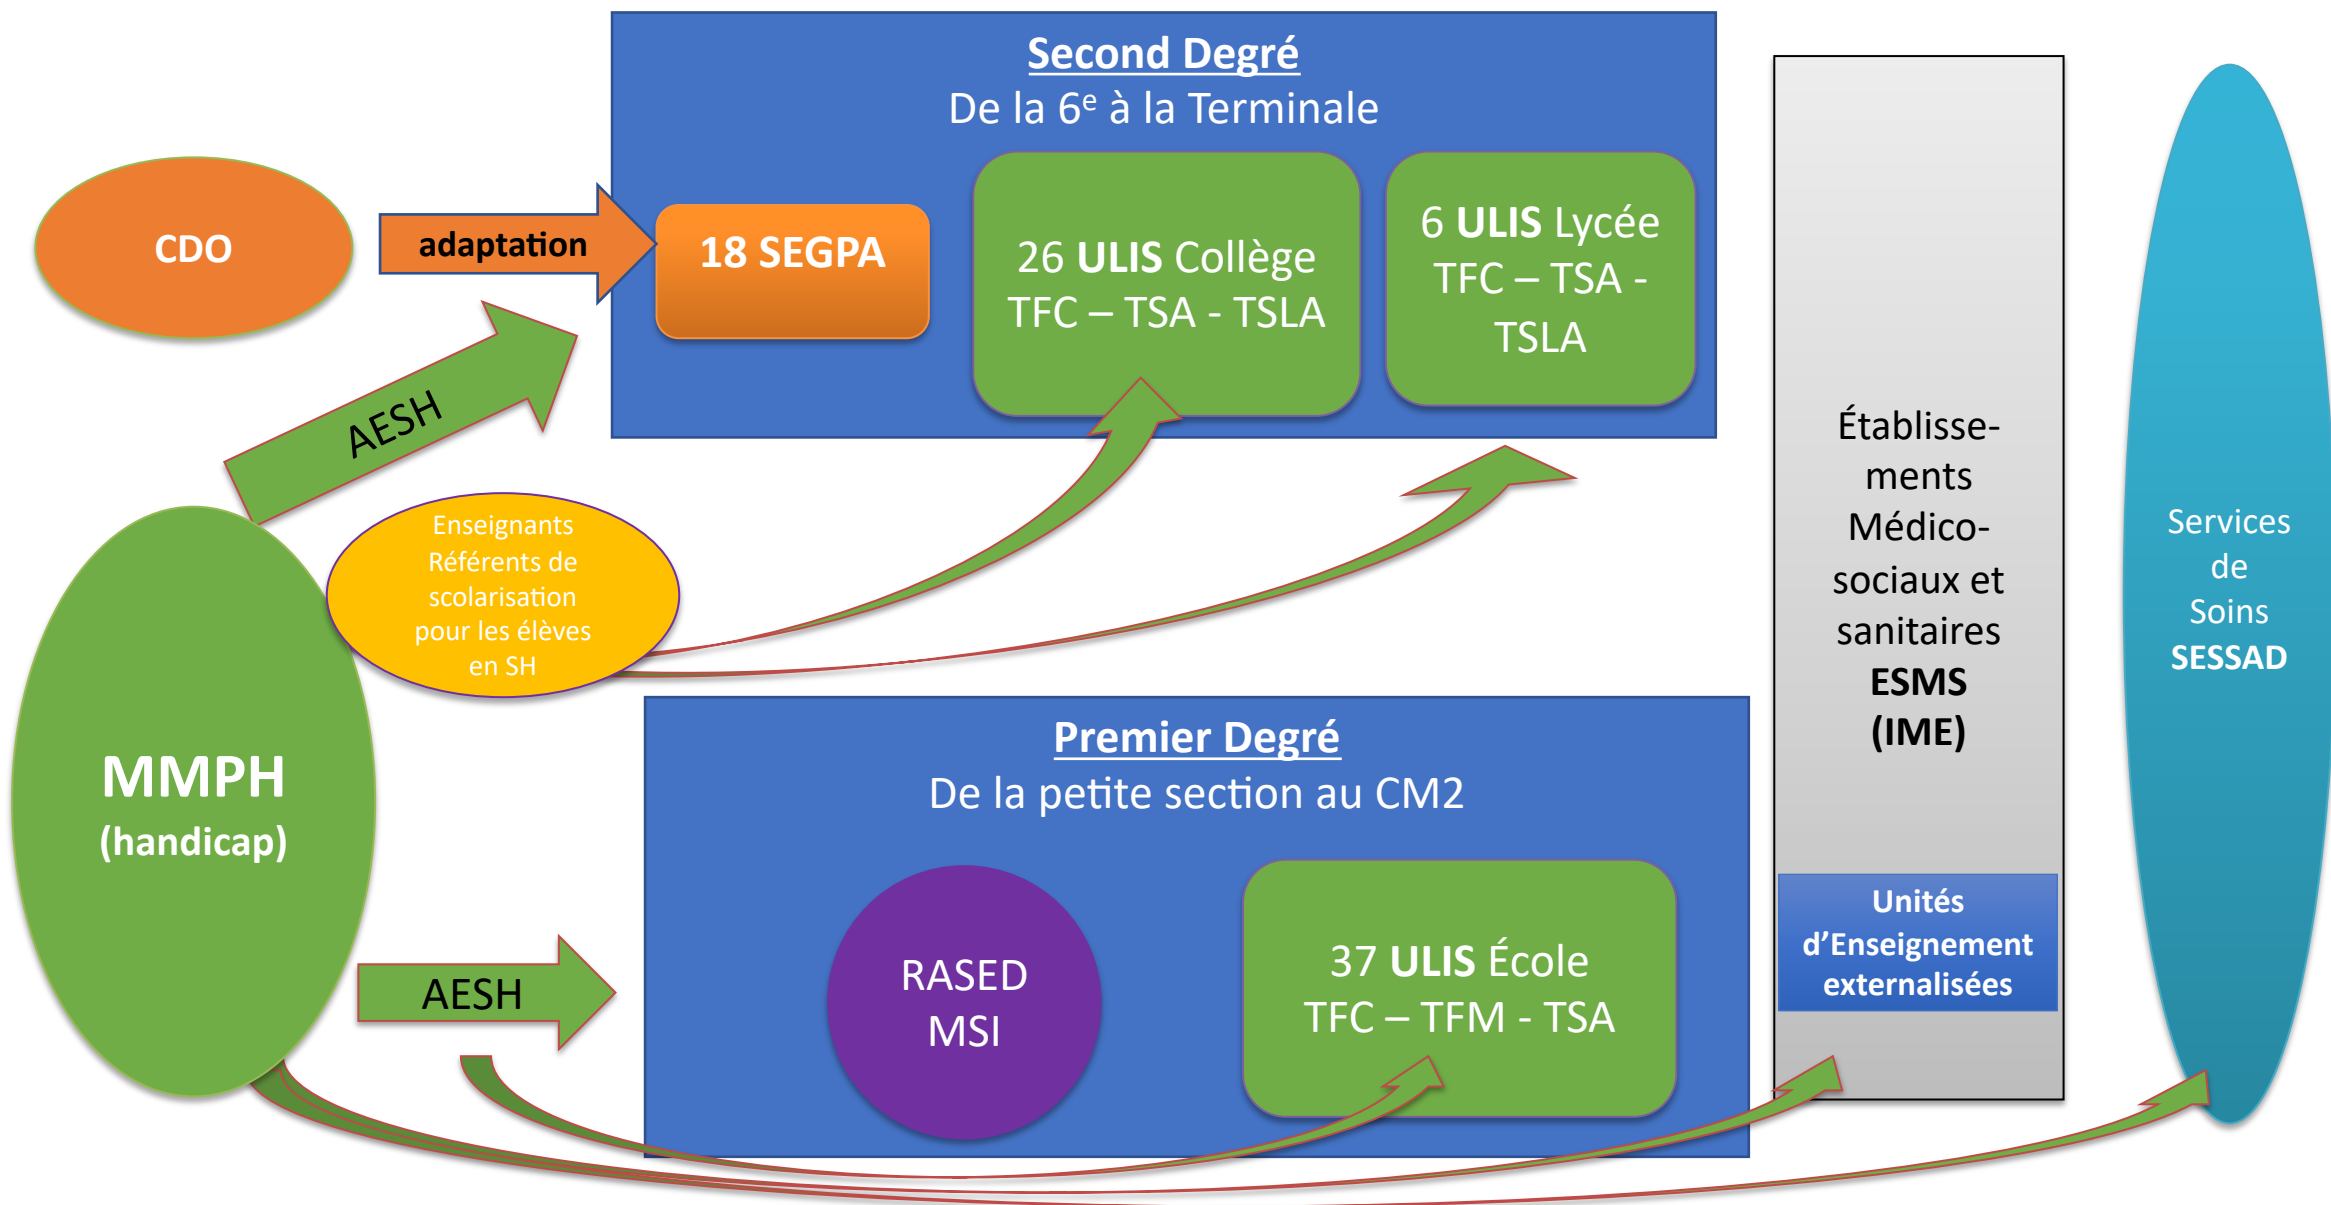 Second Degré
De la 6e à la Terminale
CDO
adaptation
18 SEGPA
26 ULIS Collège
TFC – TSA - TSLA
6 ULIS Lycée
TFC – TSA -
TSLA
AESH
Enseignants
Référents de
scolarisation
pour les élèves
en SH
MMPH
(handicap)
AESH
Premier Degré
De la petite section au CM2
RASED
MSI
37 ULIS École
TFC – TFM - TSA
Établisse-
ments
Médico-
sociaux et
sanitaires
ESMS
(IME)
Unités
d’Enseignement
externalisées
Services
de
Soins
SESSAD